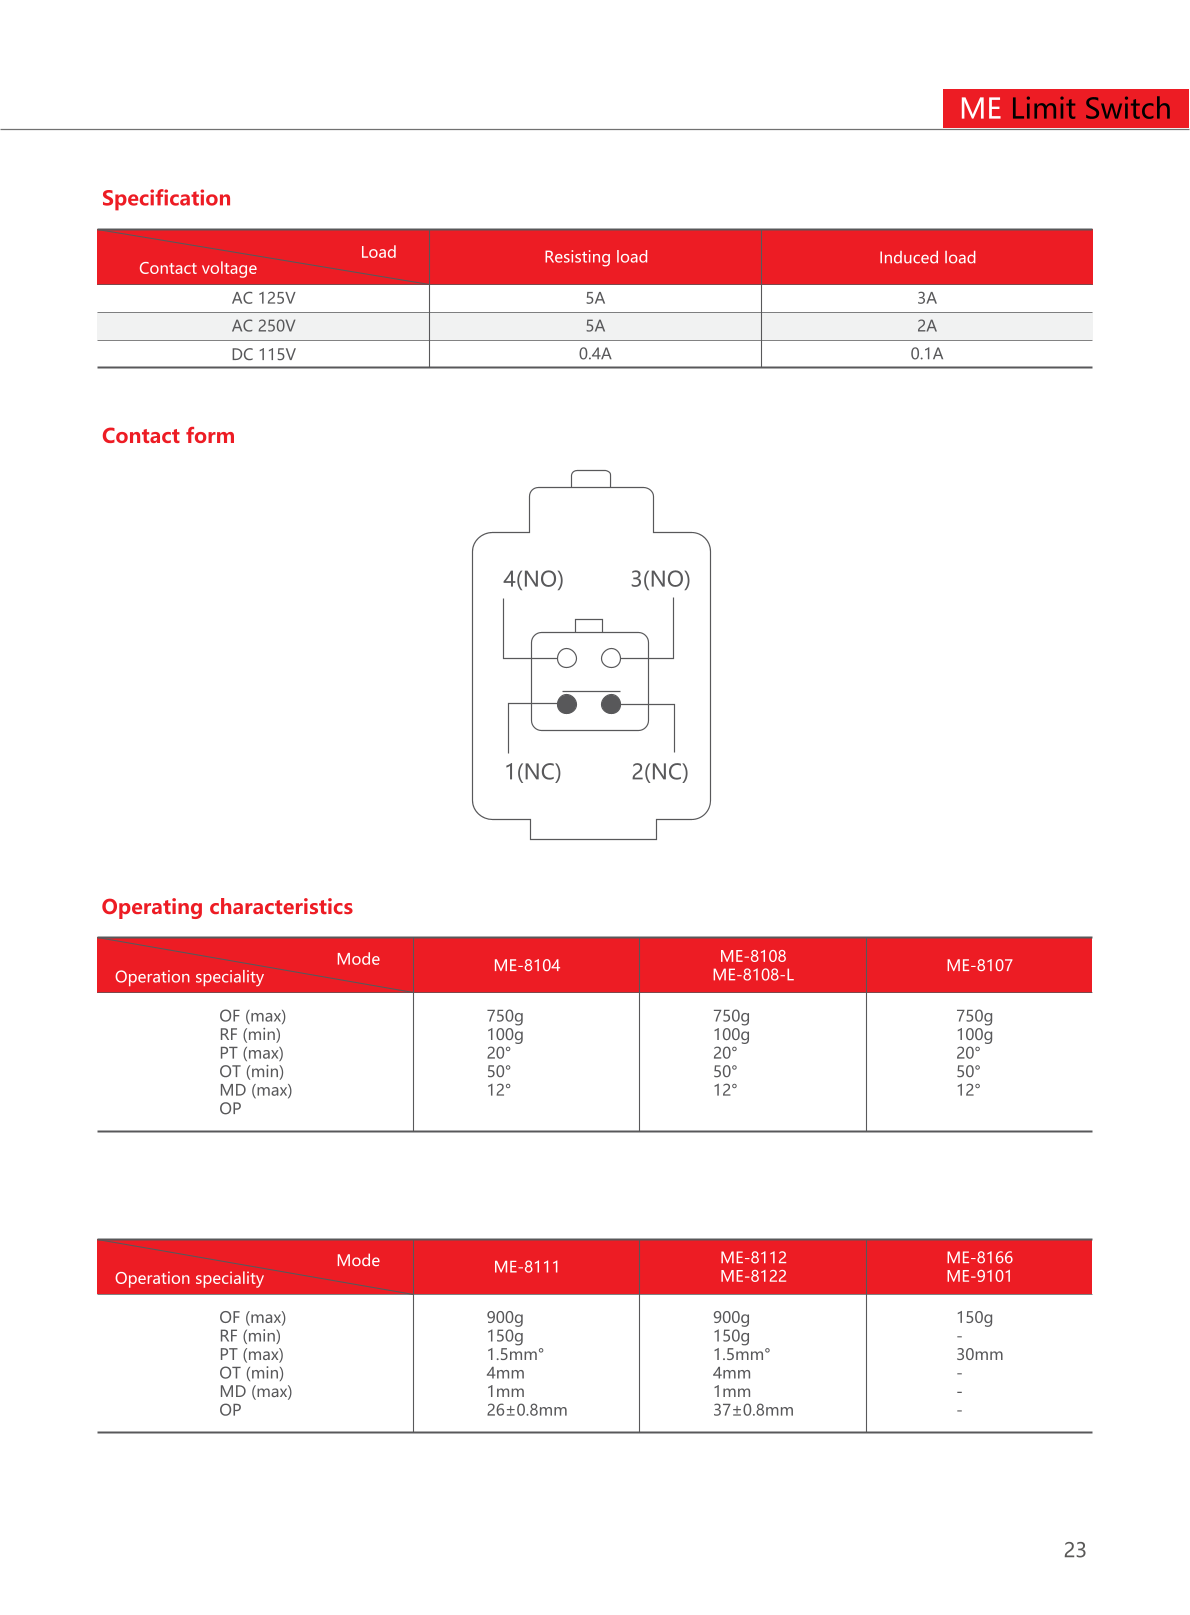 ME Limit Switch
Specification
Load
Contact voltage
Resisting load
Induced load
AC 125V 5A 3A
AC 250V 5A 2A
DC 115V 0.4A 0.1A
Contact form
4(NO) 3(NO)
1(NC) 2(NC)
Operating characteristics
Mode
Operation speciality
ME-8104
ME-8108
ME-8108-L
ME-8107
OF (max) 750g 750g 750g
RF (min) 100g 100g 100g
PT (max) 20° 20° 20°
OT (min) 50° 50° 50°
MD (max) 12° 12° 12°
OP
Mode
Operation speciality
ME-8111
ME-8112
ME-8122
ME-8166
ME-9101
OF (max) 900g 900g 150g
RF (min) 150g 150g -
PT (max) 1.5mm° 1.5mm° 30mm
OT (min) 4mm 4mm -
MD (max) 1mm 1mm -
OP 26±0.8mm 37±0.8mm -
23